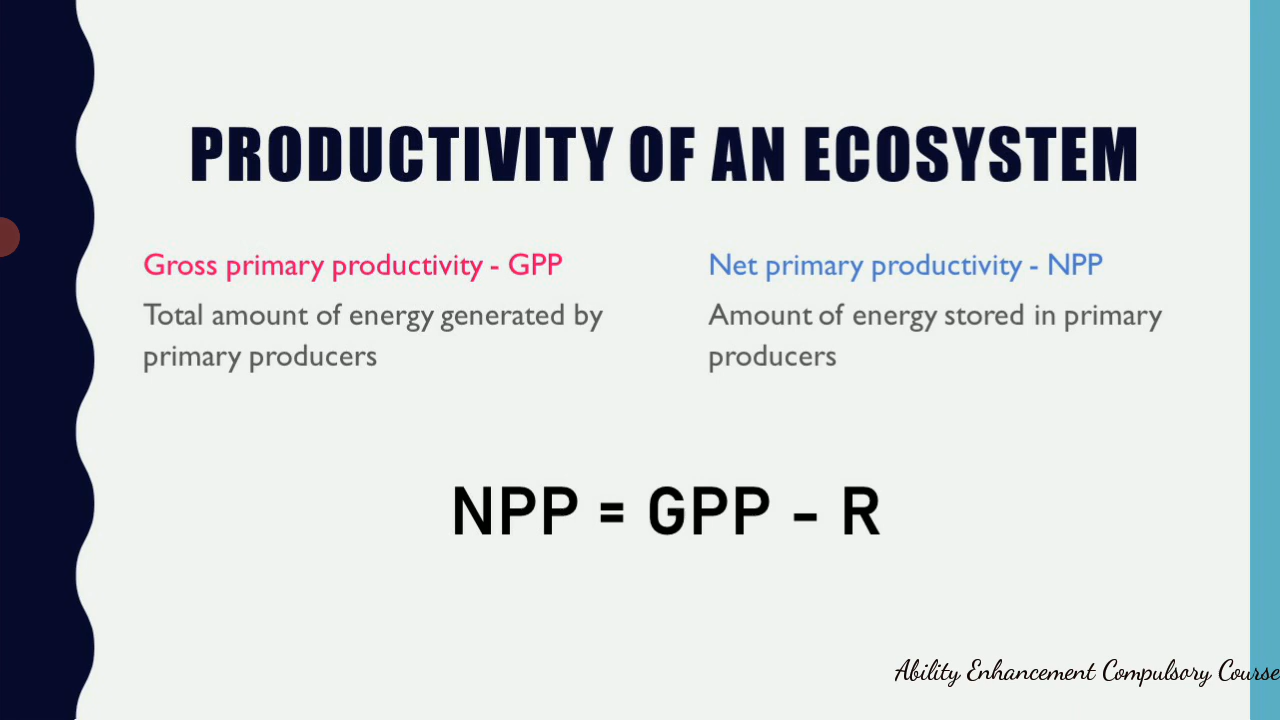 PRODUCTIVITY OF AN ECOSYSTEM
Gross primary productivity - GPP
Total amount of energy generated by
primary producers
Net primary productivity - NPP
Amount of energy stored in primary
producers
NPP = GPP - R
Ability Enhancement Compulsory Course